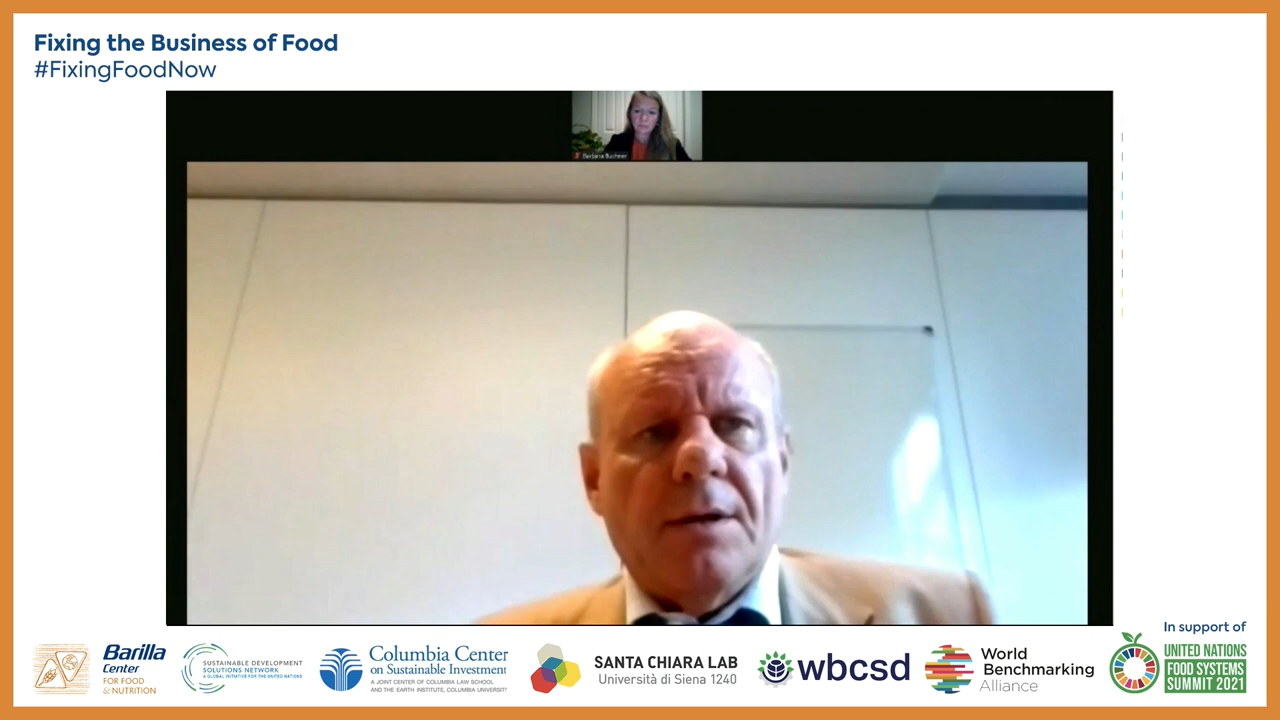 Fixing the Business of Food
#FixingFoodNow
Barbara Buchner
In support of
Barilla
Center
FOR FOOD
& NUTRITION
SUSTAINABLE DEVELOPMENT
SOLUTIONS NETWORK
A GLOBAL INITIATIVE FOR THE UNITED NATIONS
Columbia Center
on Sustainable Investment
A JOINT CENTER OF COLUMBIA LAW SCHOOL
AND THE EARTH INSTITUTE, COLUMBIA UNIVERSITY
SANTA CHIARA LAB
Università di Siena 1240
wbcsd
World
Benchmarking
Alliance
UNITED NATIONS
FOOD SYSTEMS
SUMMIT 2021